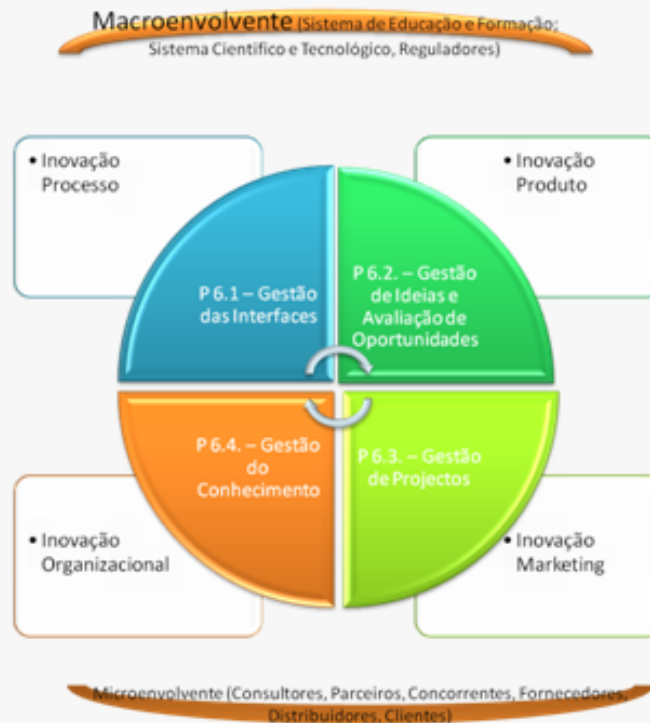 Macroenvolvente (Sistema de Educação e Formação;
Sistema Cientifico e Tecnológico, Reguladores)
• Inovação
Processo
• Inovação
Produto
P 6.1 – Gestão
das Interfaces
P 6.2. – Gestão
de Ideias e
Avaliação de
Oportunidades
P 6.4. – Gestão
do
Conhecimento
P 6.3. – Gestão
de Projectos
• Inovação
Organizacional
• Inovação
Marketing
Microenvolvente (Consultores, Parceiros, Concorrentes, Fornecedores,
Distribuidores, Clientes)